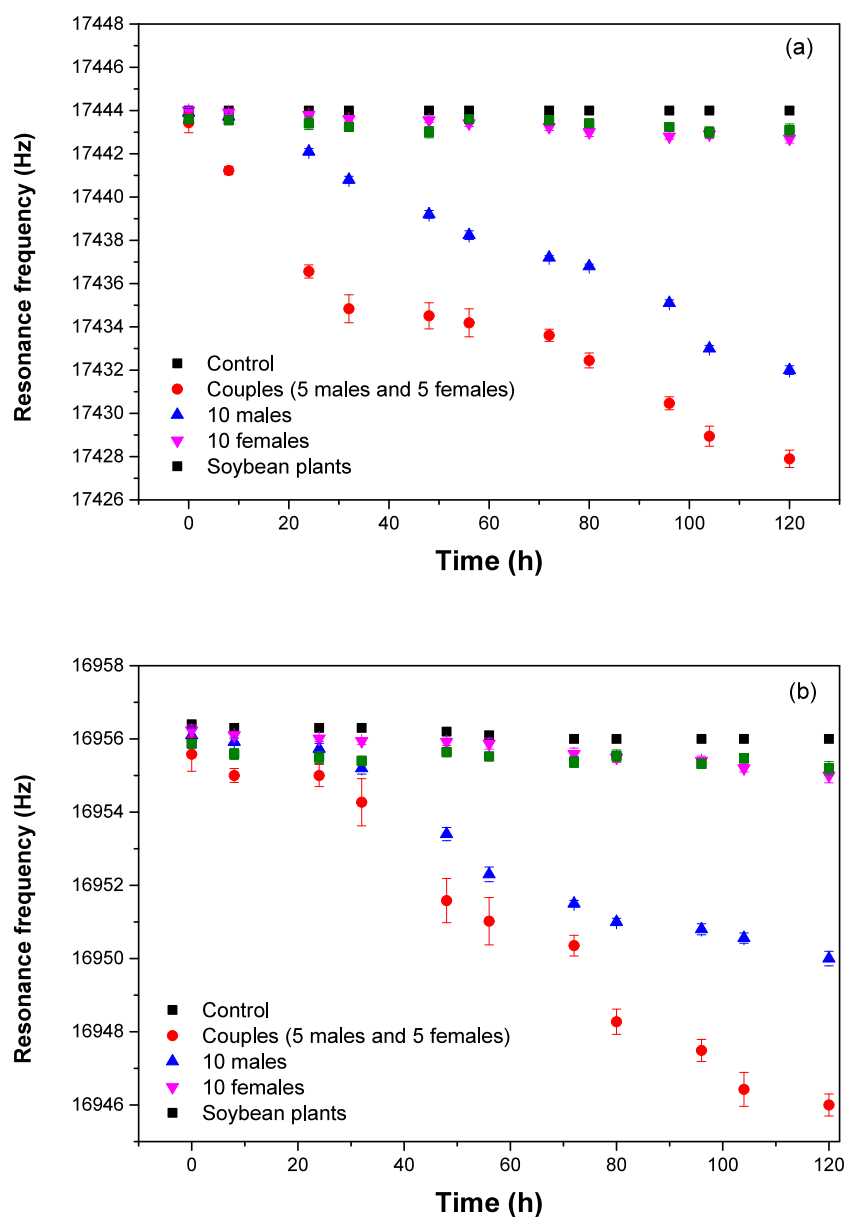 (a)
17448
17446
17444
17442
17440
17438
17436
17434
17432
17430
17428
17426
Resonance frequency (Hz)
Control
Couples (5 males and 5 females)
10 males
10 females
Soybean plants
0 20 40 60 80 100 120
Time (h)
(b)
16958
16956
16954
16952
16950
16948
16946
Resonance frequency (Hz)
Control
Couples (5 males and 5 females)
10 males
10 females
Soybean plants
0 20 40 60 80 100 120
Time (h)